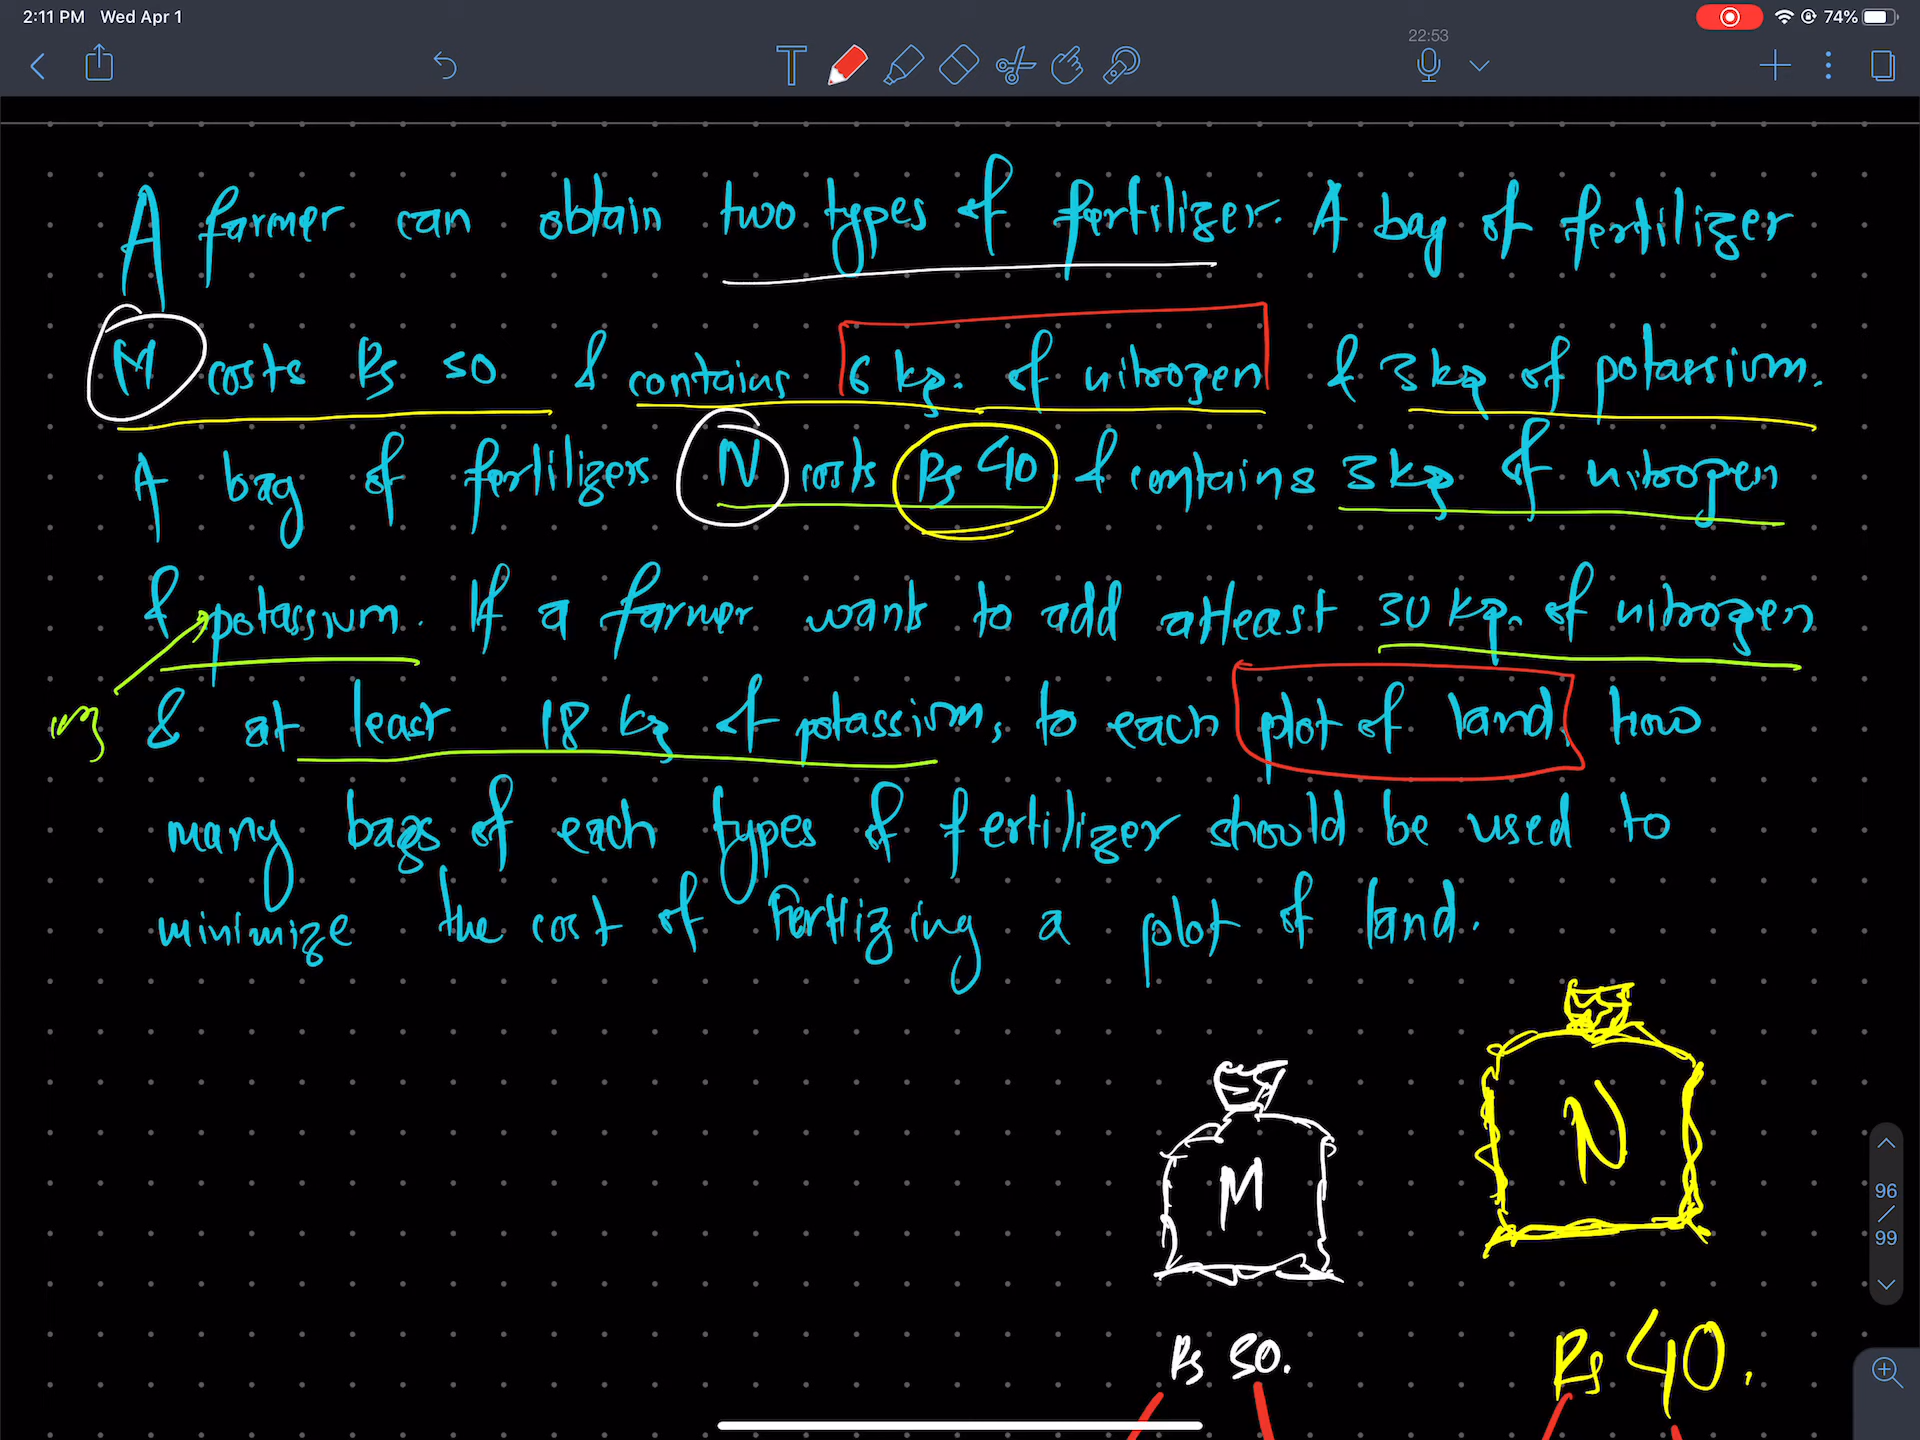 2:11 PM Wed Apr 1
74%
22:53
A farmer can obtain two types of fertilizer. A bag of fertilizer
M costs Rs 50 & contains 6 kg. of nitrogen & 3 kg of potassium.
A bag of fertilizers N costs Rs 40 & contains 3 kg of nitrogen
& potassium. If a farmer wants to add atleast 30 kg. of nitrogen
& at least 18 kg of potassium, to each plot of land, how
many bags of each types of fertilizer should be used to
minimize the cost of Fertlizing a plot of land.
M
N
Rs 50.
Rs 40.
96
/
99